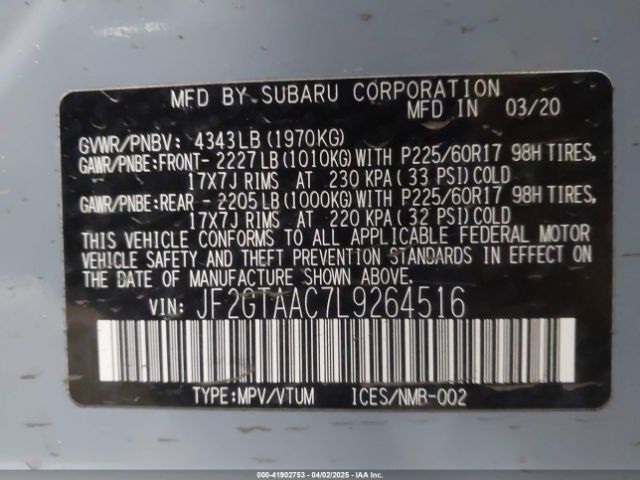 MFD BY SUBARU CORPORATION
MFD IN 03/20
GVWR/PNBV: 4343LB(1970KG)
GAWR/PNBE:FRONT- 2227LB(1010KG)WITH P225/60R17 98H TIRES,
17X7J RIMS AT 230 KPA( 33 PSI)COLD
GAWR/PNBE:REAR - 2205LB(1000KG)WITH P225/60R17 98H TIRES,
17X7J RIMS AT 220 KPA( 32 PSI)COLD
THIS VEHICLE CONFORMS TO ALL APPLICABLE FEDERAL MOTOR
VEHICLE SAFETY AND THEFT PREVENTION STANDARDS IN EFFECT ON
THE DATE OF MANUFACTURE SHOWN ABOVE.
VIN: JF2GTAAC7L9264516
TYPE:MPV/VTUM ICES/NMB-002
000-41902753 - 04/02/2025 - IAAI.CA